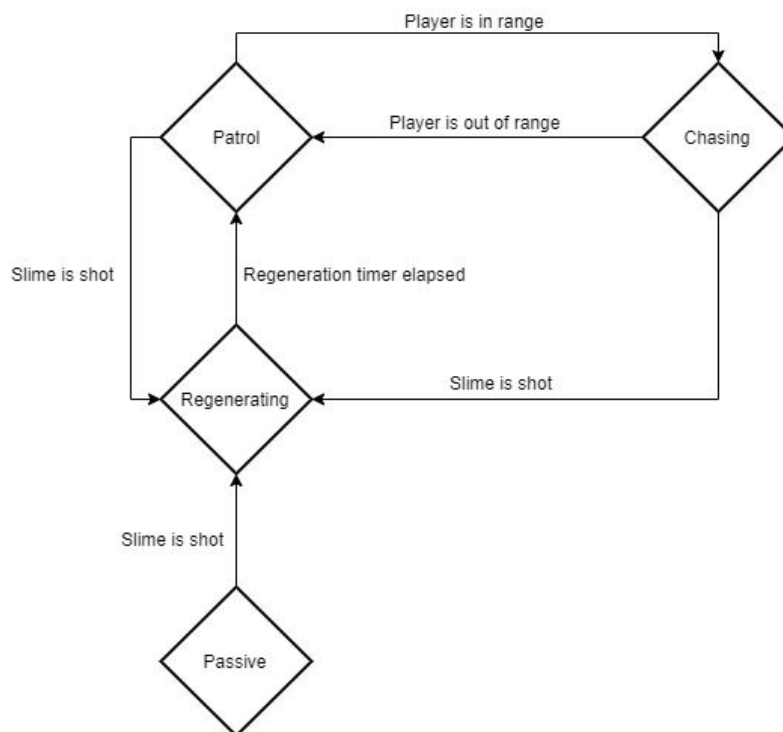 Player is in range
Patrol
Player is out of range
Chasing
Slime is shot
Regeneration timer elapsed
Regenerating
Slime is shot
Slime is shot
Passive